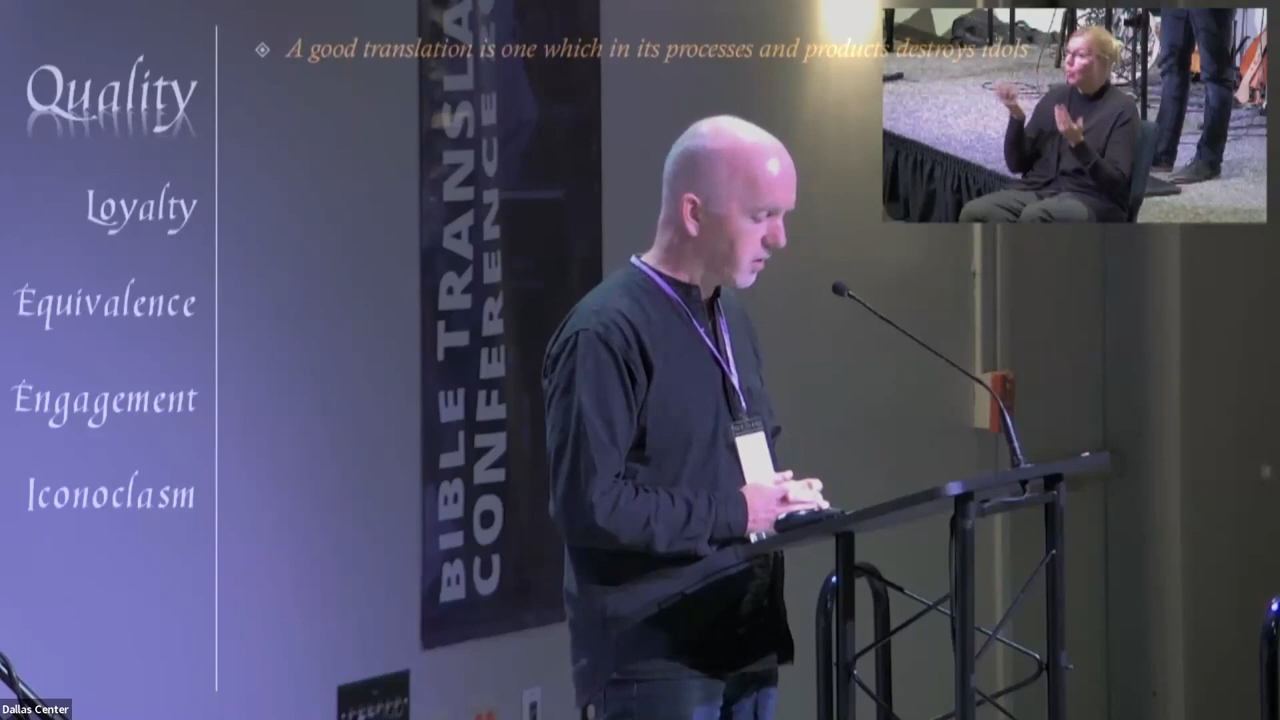 Quality
Loyalty
Equivalence
Engagement
Iconoclasm
A good translation is one which in its processes and products destroys idols
BIBLE TRANSLA
CONFERENCE
Dallas Center